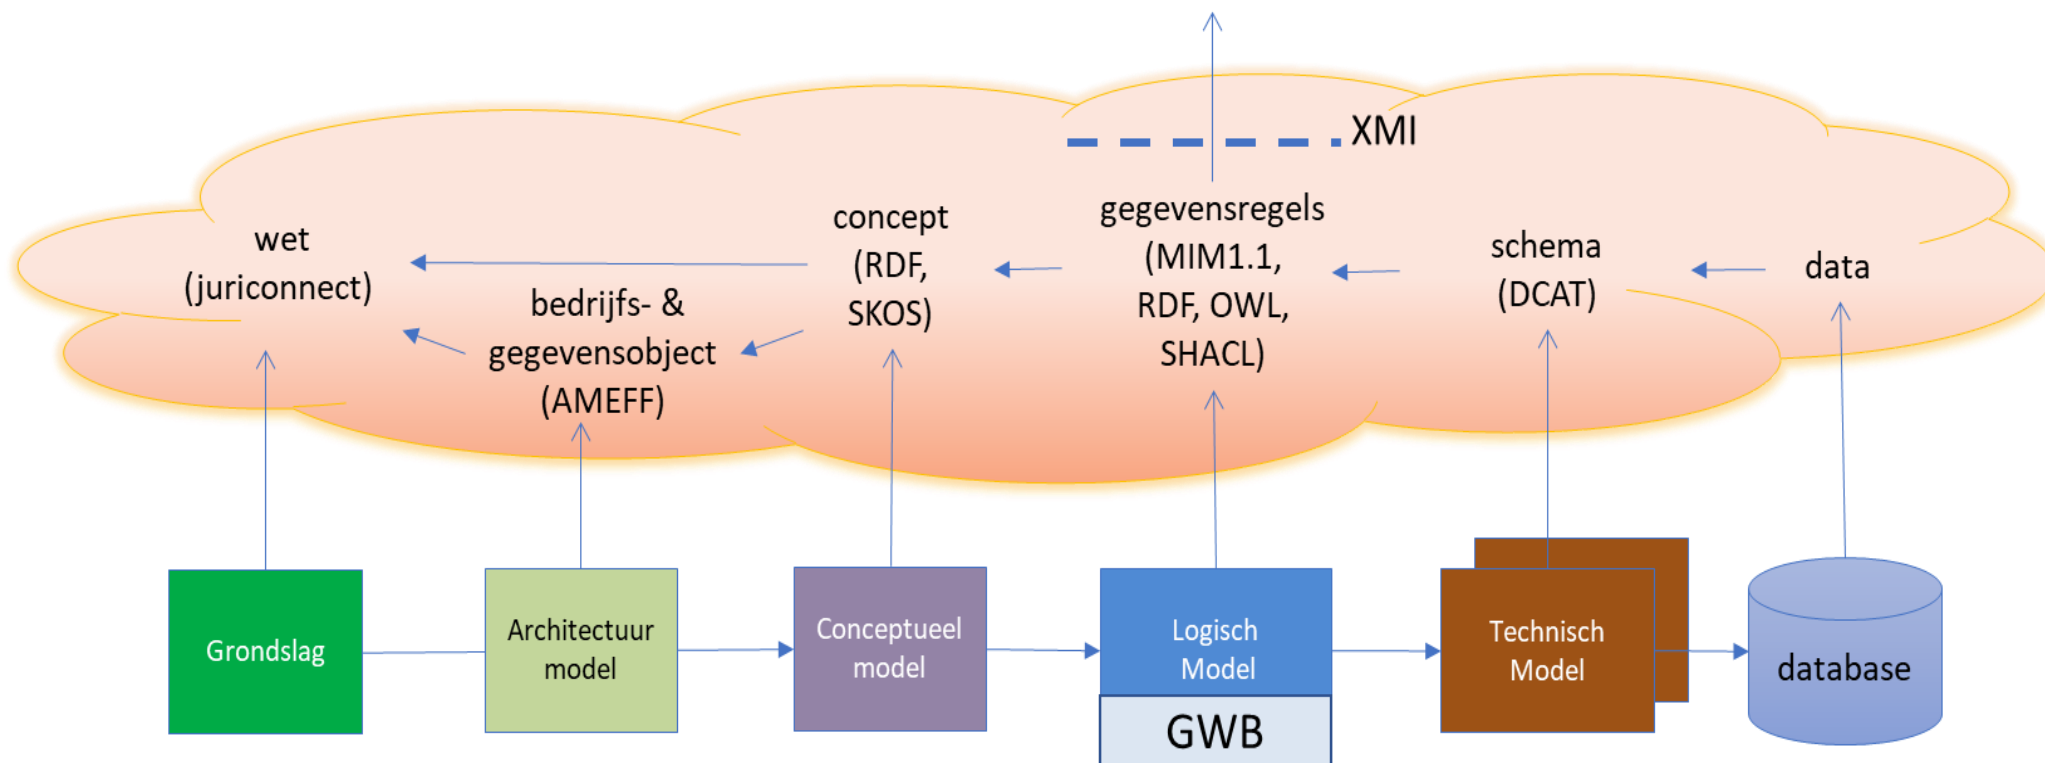 XMI
wet
(juriconnect)
bedrijfs- &
gegevensobject
(AMEFF)
concept
(RDF,
SKOS)
gegevensregels
(MIM1.1,
RDF, OWL,
SHACL)
schema
(DCAT)
data
Grondslag
Architectuur
model
Conceptueel
model
Logisch
Model
GWB
Technisch
Model
database